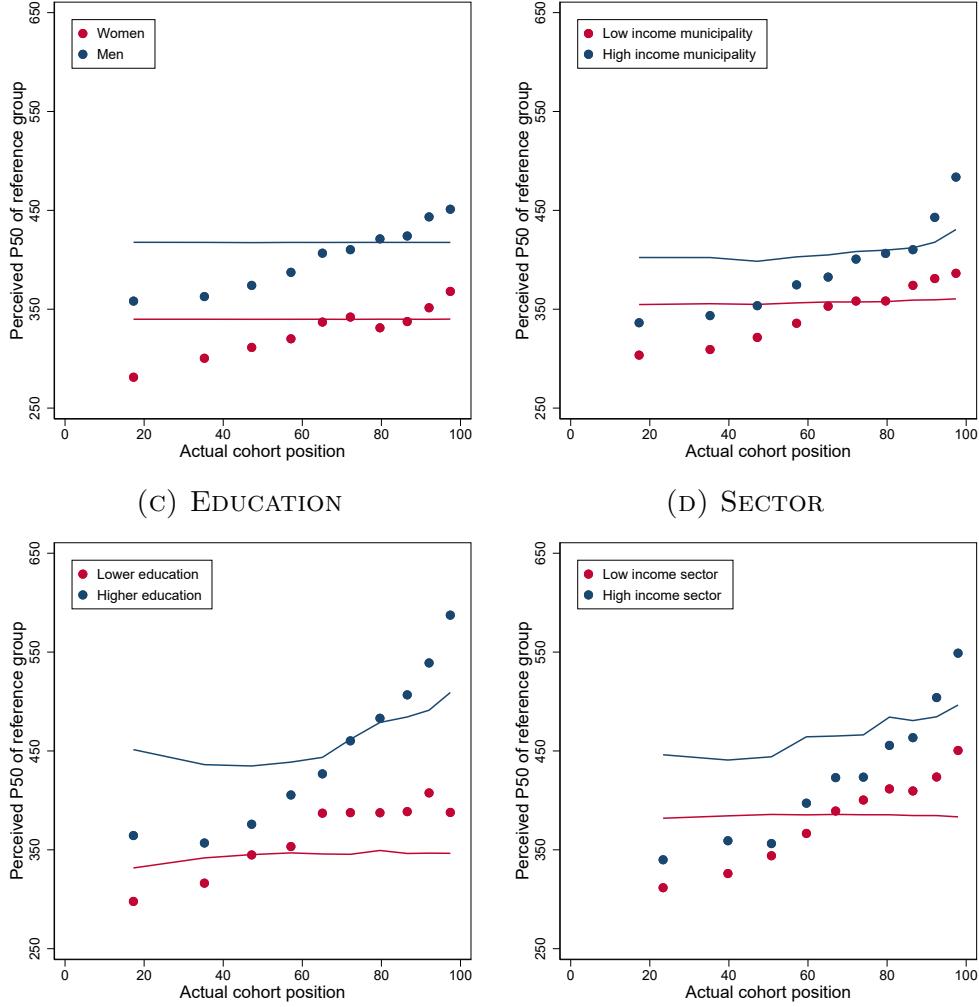 Women
Men
Perceived P50 of reference group
650
550
450
350
250
0
20
40
60
80
100
Actual cohort position
Low income municipality
High income municipality
Perceived P50 of reference group
650
550
450
350
250
0
20
40
60
80
100
Actual cohort position
(C) EDUCATION
(D) SECTOR
Lower education
Higher education
Perceived P50 of reference group
650
550
450
350
250
0
20
40
60
80
100
Actual cohort position
Low income sector
High income sector
Perceived P50 of reference group
650
550
450
350
250
0
20
40
60
80
100
Actual cohort position